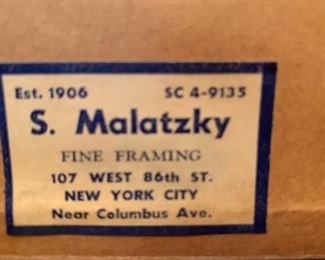 Est. 1906 SC 4-9135
S. Malatzky
FINE FRAMING
107 WEST 86th ST.
NEW YORK CITY
Near Columbus Ave.